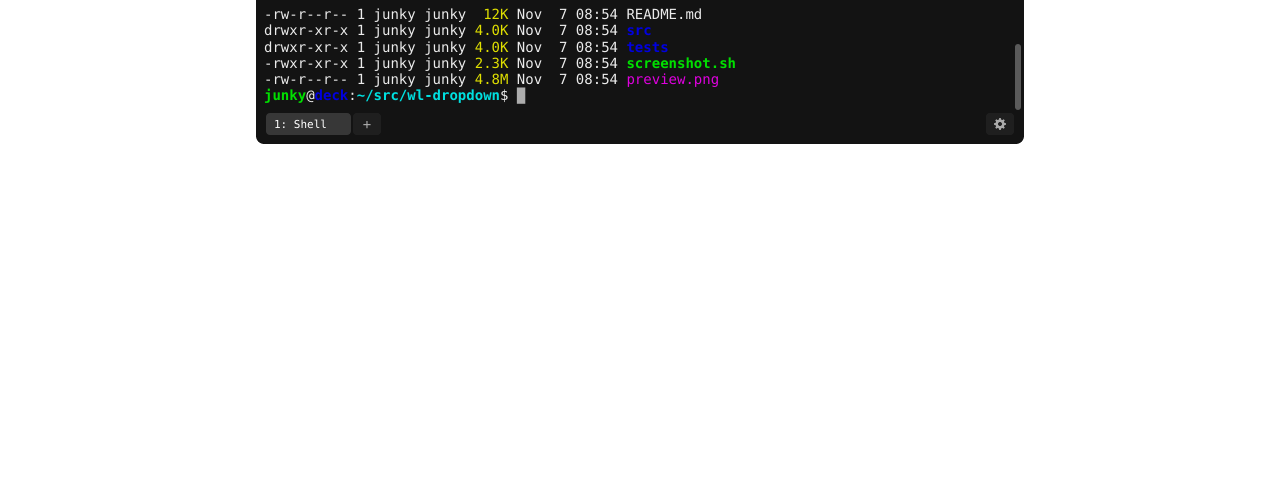 -rw-r--r-- 1 junky junky  12K Nov  7 08:54 README.md
drwxr-xr-x 1 junky junky 4.0K Nov  7 08:54 src
drwxr-xr-x 1 junky junky 4.0K Nov  7 08:54 tests
-rwxr-xr-x 1 junky junky 2.3K Nov  7 08:54 screenshot.sh
-rw-r--r-- 1 junky junky 4.8M Nov  7 08:54 preview.png
junky@deck:~/src/wl-dropdown$
1: Shell +